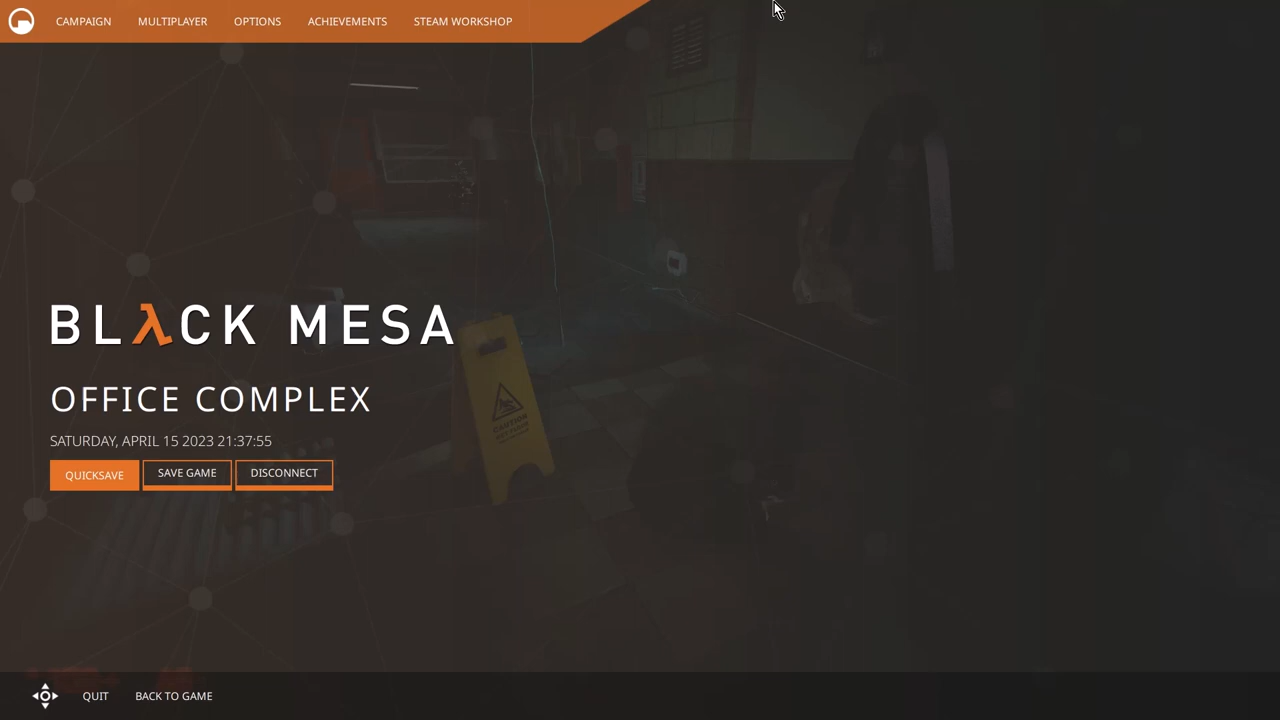 CAMPAIGN MULTIPLAYER OPTIONS ACHIEVEMENTS STEAM WORKSHOP
BLλCK MESA
OFFICE COMPLEX
SATURDAY, APRIL 15 2023 21:37:55
QUICKSAVE SAVE GAME DISCONNECT
CAUTION
QUIT BACK TO GAME